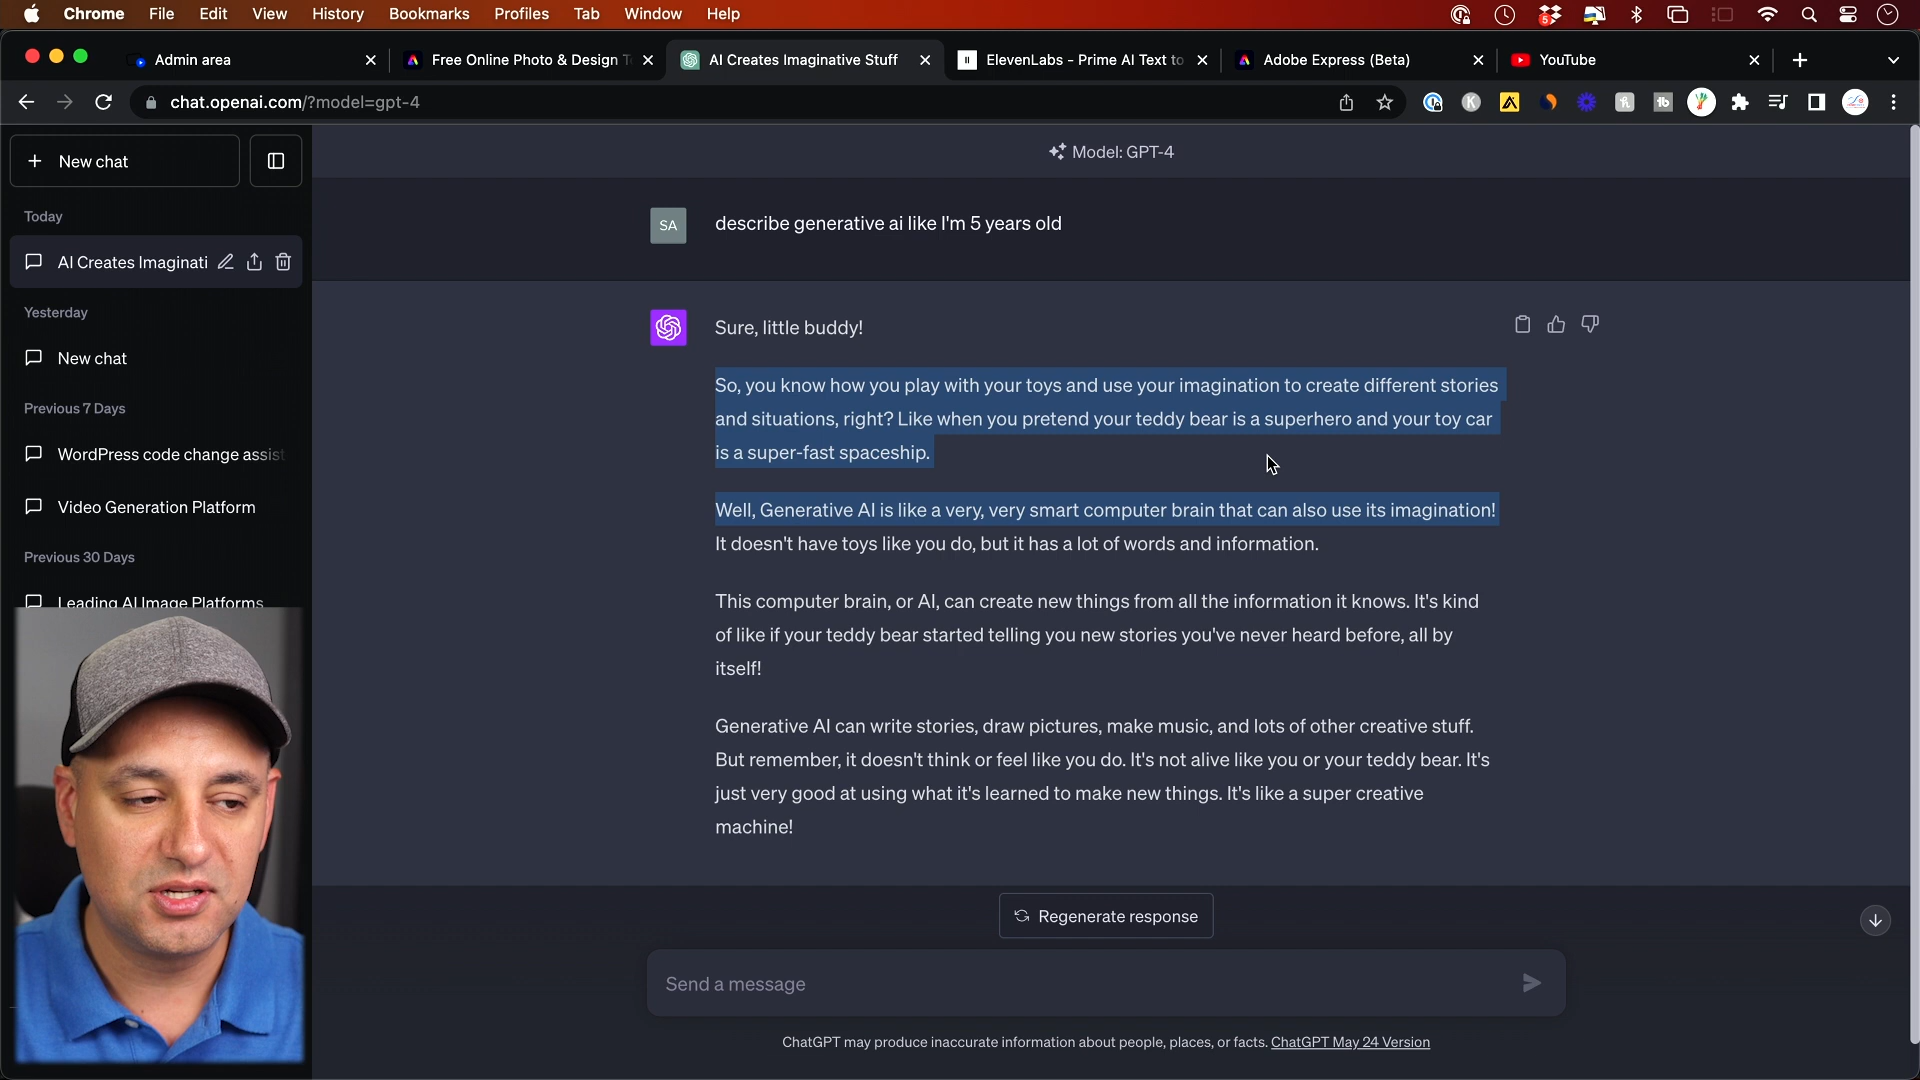 Chrome File Edit View History Bookmarks Profiles Tab Window Help
5
Admin area
Free Online Photo & Design T
AI Creates Imaginative Stuff
ElevenLabs - Prime AI Text to
Adobe Express (Beta)
YouTube
chat.openai.com/?model=gpt-4
New chat
Model: GPT-4
Today
AI Creates Imaginati
Yesterday
New chat
Previous 7 Days
WordPress code change assist
Video Generation Platform
Previous 30 Days
Leading AI Image Platforms
SA
describe generative ai like I'm 5 years old
Sure, little buddy!
So, you know how you play with your toys and use your imagination to create different stories
and situations, right? Like when you pretend your teddy bear is a superhero and your toy car
is a super-fast spaceship.
Well, Generative AI is like a very, very smart computer brain that can also use its imagination!
It doesn't have toys like you do, but it has a lot of words and information.
This computer brain, or AI, can create new things from all the information it knows. It's kind
of like if your teddy bear started telling you new stories you've never heard before, all by
itself!
Generative AI can write stories, draw pictures, make music, and lots of other creative stuff.
But remember, it doesn't think or feel like you do. It's not alive like you or your teddy bear. It's
just very good at using what it's learned to make new things. It's like a super creative
machine!
Regenerate response
Send a message
ChatGPT may produce inaccurate information about people, places, or facts. ChatGPT May 24 Version